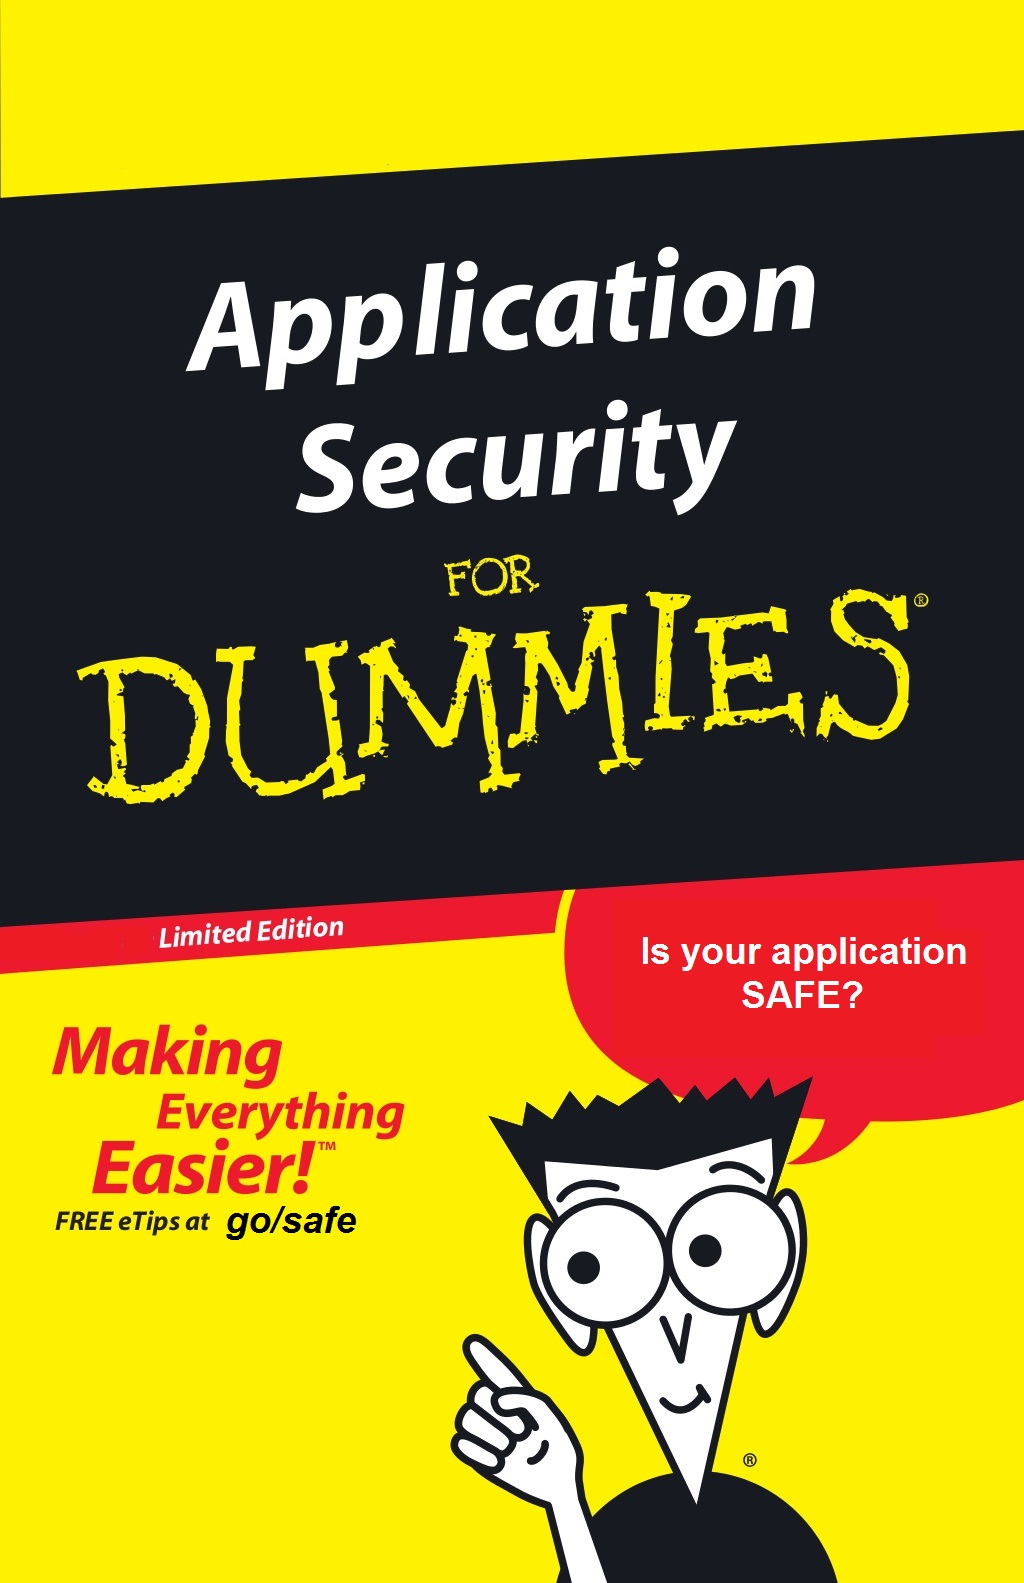 Application
Security
FOR
DUMMIES®
Limited Edition
Is your application
SAFE?
Making
Everything
Easier!™
FREE eTips at go/safe
®